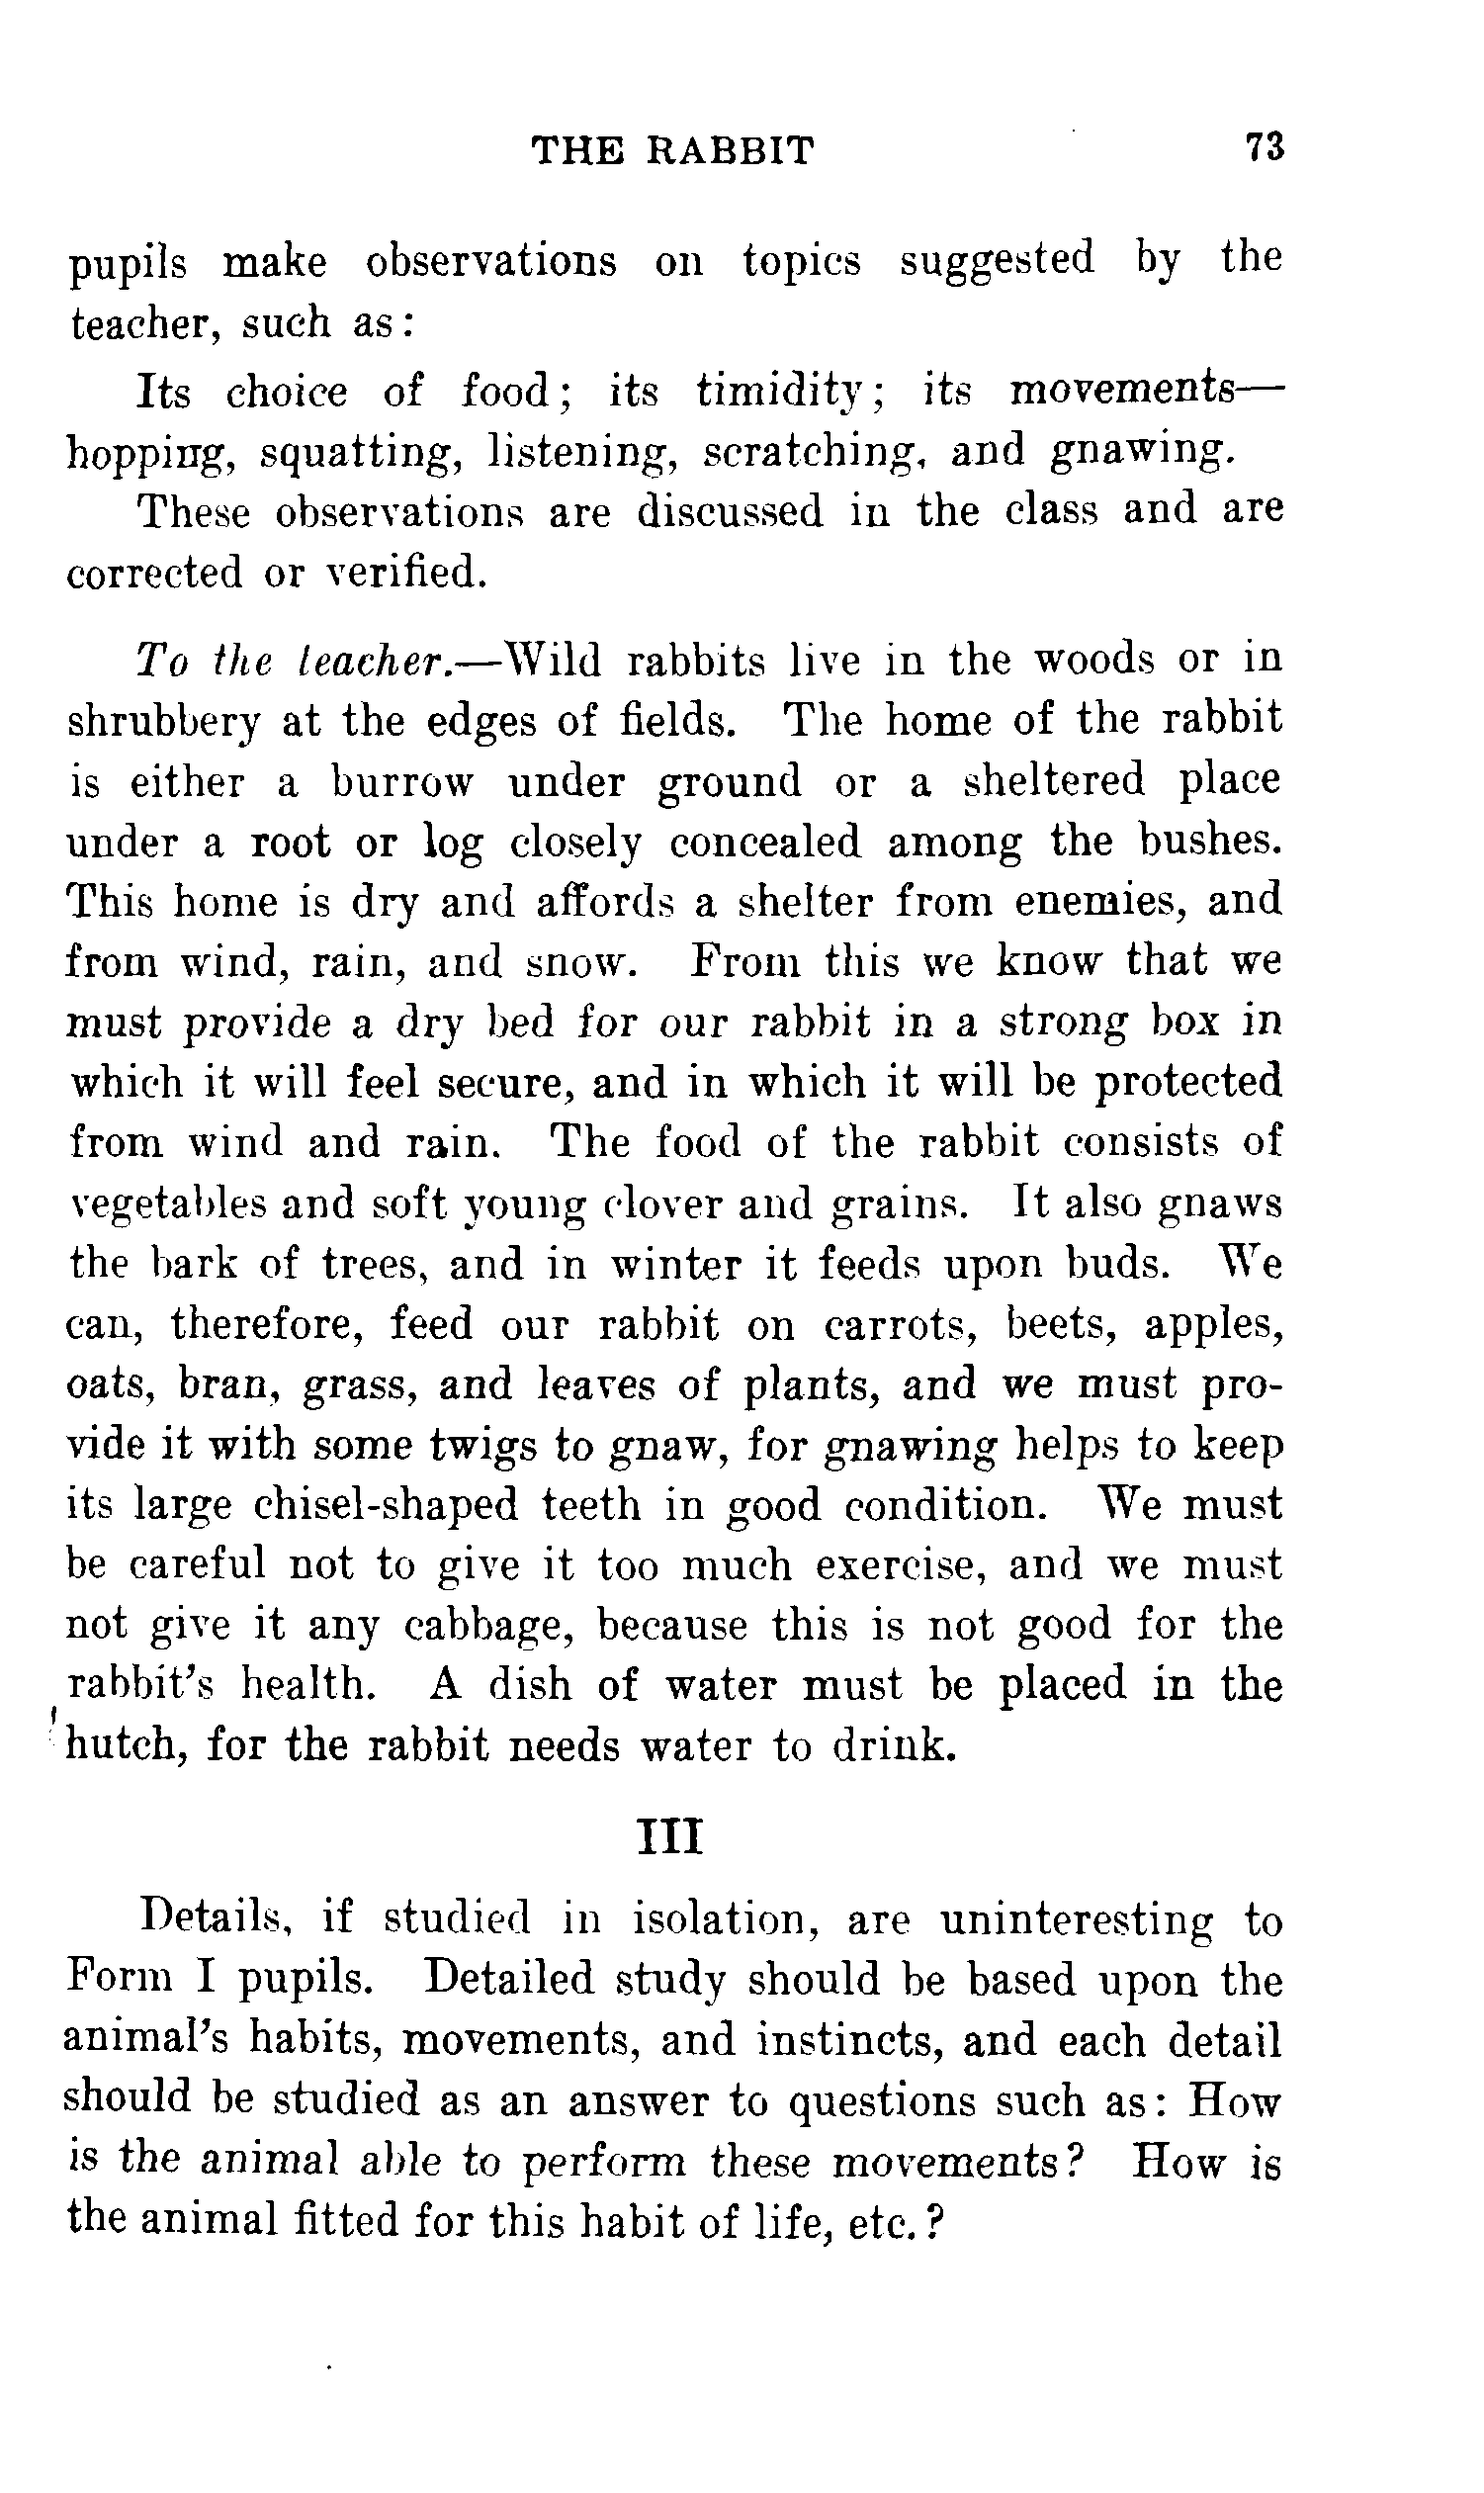 THE RABBIT 73
pupils make observations on topics suggested by the
teacher, such as:
Its choice of food; its timidity; its movements—
hopping, squatting, listening, scratching, and gnawing.
These observations are discussed in the class and are
corrected or verified.
To the teacher.—Wild rabbits live in the woods or in
shrubbery at the edges of fields. The home of the rabbit
is either a burrow under ground or a sheltered place
under a root or log closely concealed among the bushes.
This home is dry and affords a shelter from enemies, and
from wind, rain, and snow. From this we know that we
must provide a dry bed for our rabbit in a strong box in
which it will feel secure, and in which it will be protected
from wind and rain. The food of the rabbit consists of
vegetables and soft young clover and grains. It also gnaws
the bark of trees, and in winter it feeds upon buds. We
can, therefore, feed our rabbit on carrots, beets, apples,
oats, bran, grass, and leaves of plants, and we must pro-
vide it with some twigs to gnaw, for gnawing helps to keep
its large chisel-shaped teeth in good condition. We must
be careful not to give it too much exercise, and we must
not give it any cabbage, because this is not good for the
rabbit's health. A dish of water must be placed in the
hutch, for the rabbit needs water to drink.
III
Details, if studied in isolation, are uninteresting to
Form I pupils. Detailed study should be based upon the
animal's habits, movements, and instincts, and each detail
should be studied as an answer to questions such as: How
is the animal able to perform these movements? How is
the animal fitted for this habit of life, etc.?